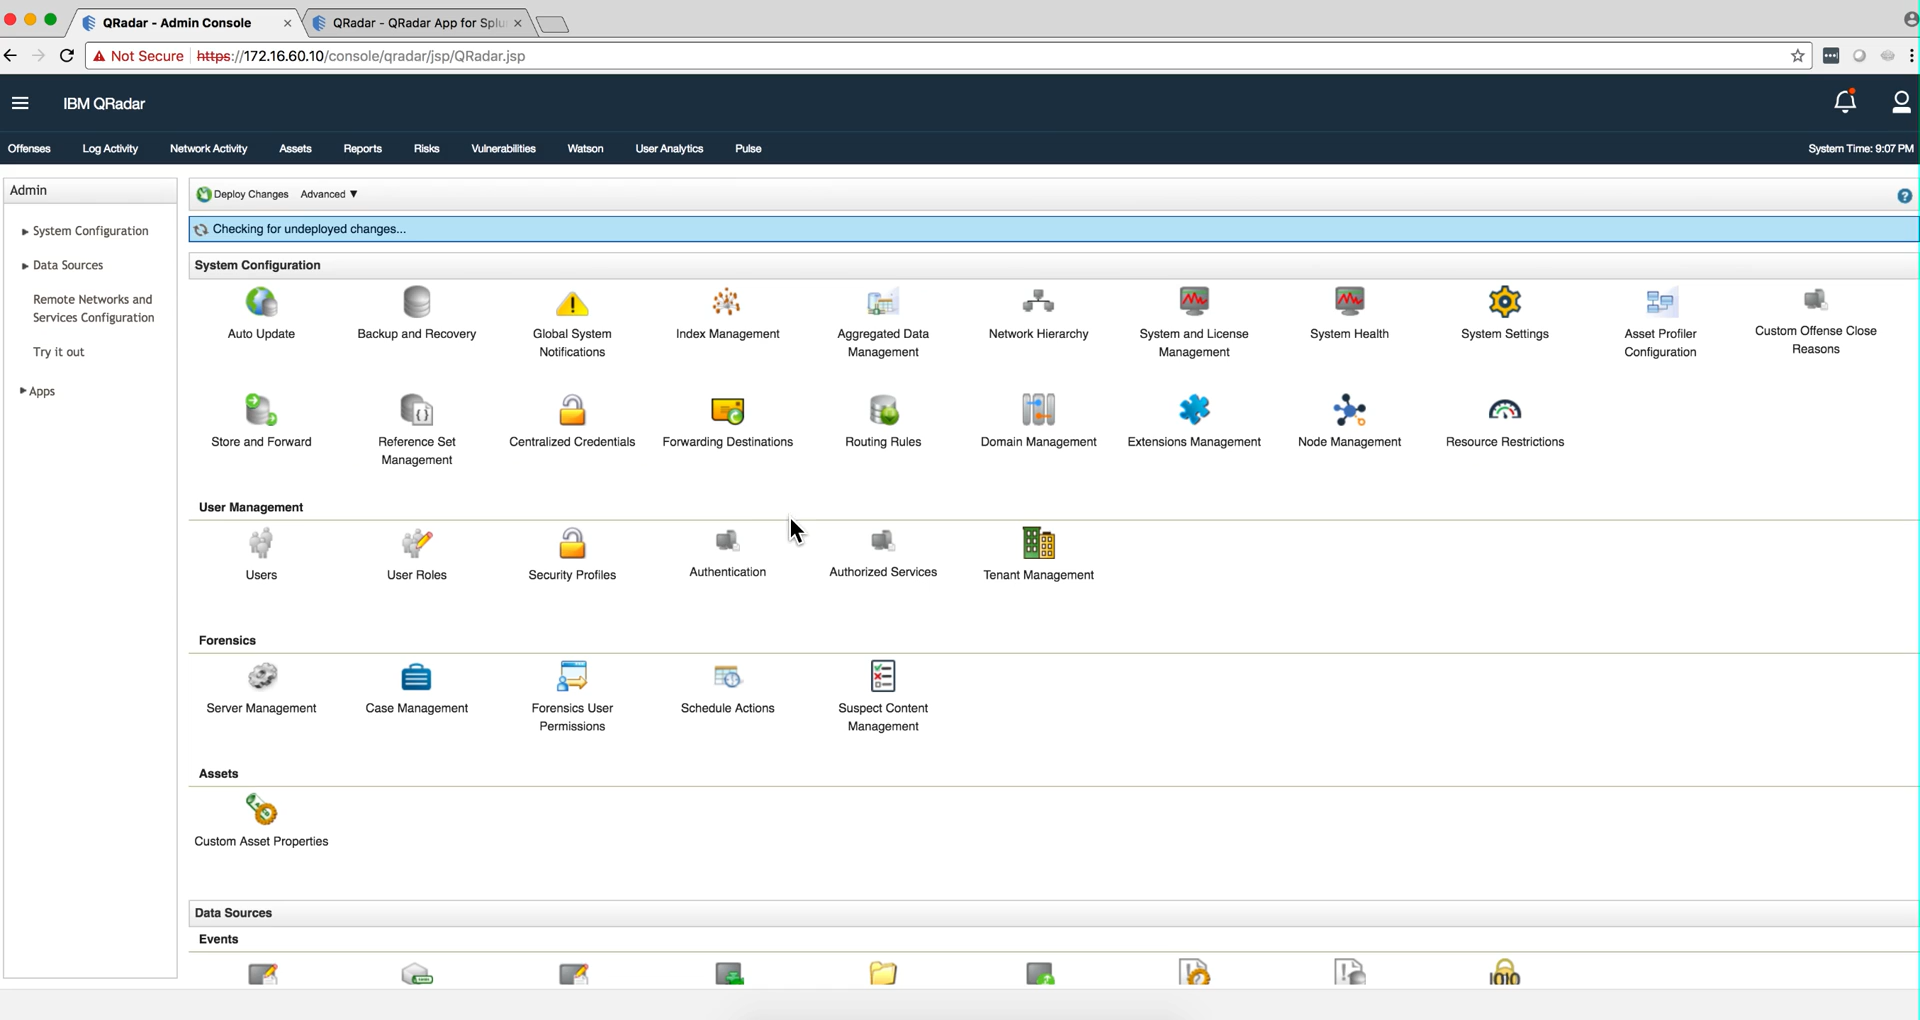 QRadar - Admin Console
QRadar - QRadar App for Splu
Not Secure https://172.16.60.10/console/qradar/jsp/QRadar.jsp
IBM QRadar
Offenses Log Activity Network Activity Assets Reports Risks Vulnerabilities Watson User Analytics Pulse System Time: 9:07 PM
Admin
System Configuration
Data Sources
Remote Networks and
Services Configuration
Try it out
Apps
Deploy Changes Advanced ▼
?
Checking for undeployed changes...
System Configuration
Auto Update
Backup and Recovery
Global System
Notifications
Index Management
Aggregated Data
Management
Network Hierarchy
System and License
Management
System Health
System Settings
Asset Profiler
Configuration
Custom Offense Close
Reasons
Store and Forward
Reference Set
Management
Centralized Credentials
Forwarding Destinations
Routing Rules
Domain Management
Extensions Management
Node Management
Resource Restrictions
User Management
Users
User Roles
Security Profiles
Authentication
Authorized Services
Tenant Management
Forensics
Server Management
Case Management
Forensics User
Permissions
Schedule Actions
Suspect Content
Management
Assets
Custom Asset Properties
Data Sources
Events
1010